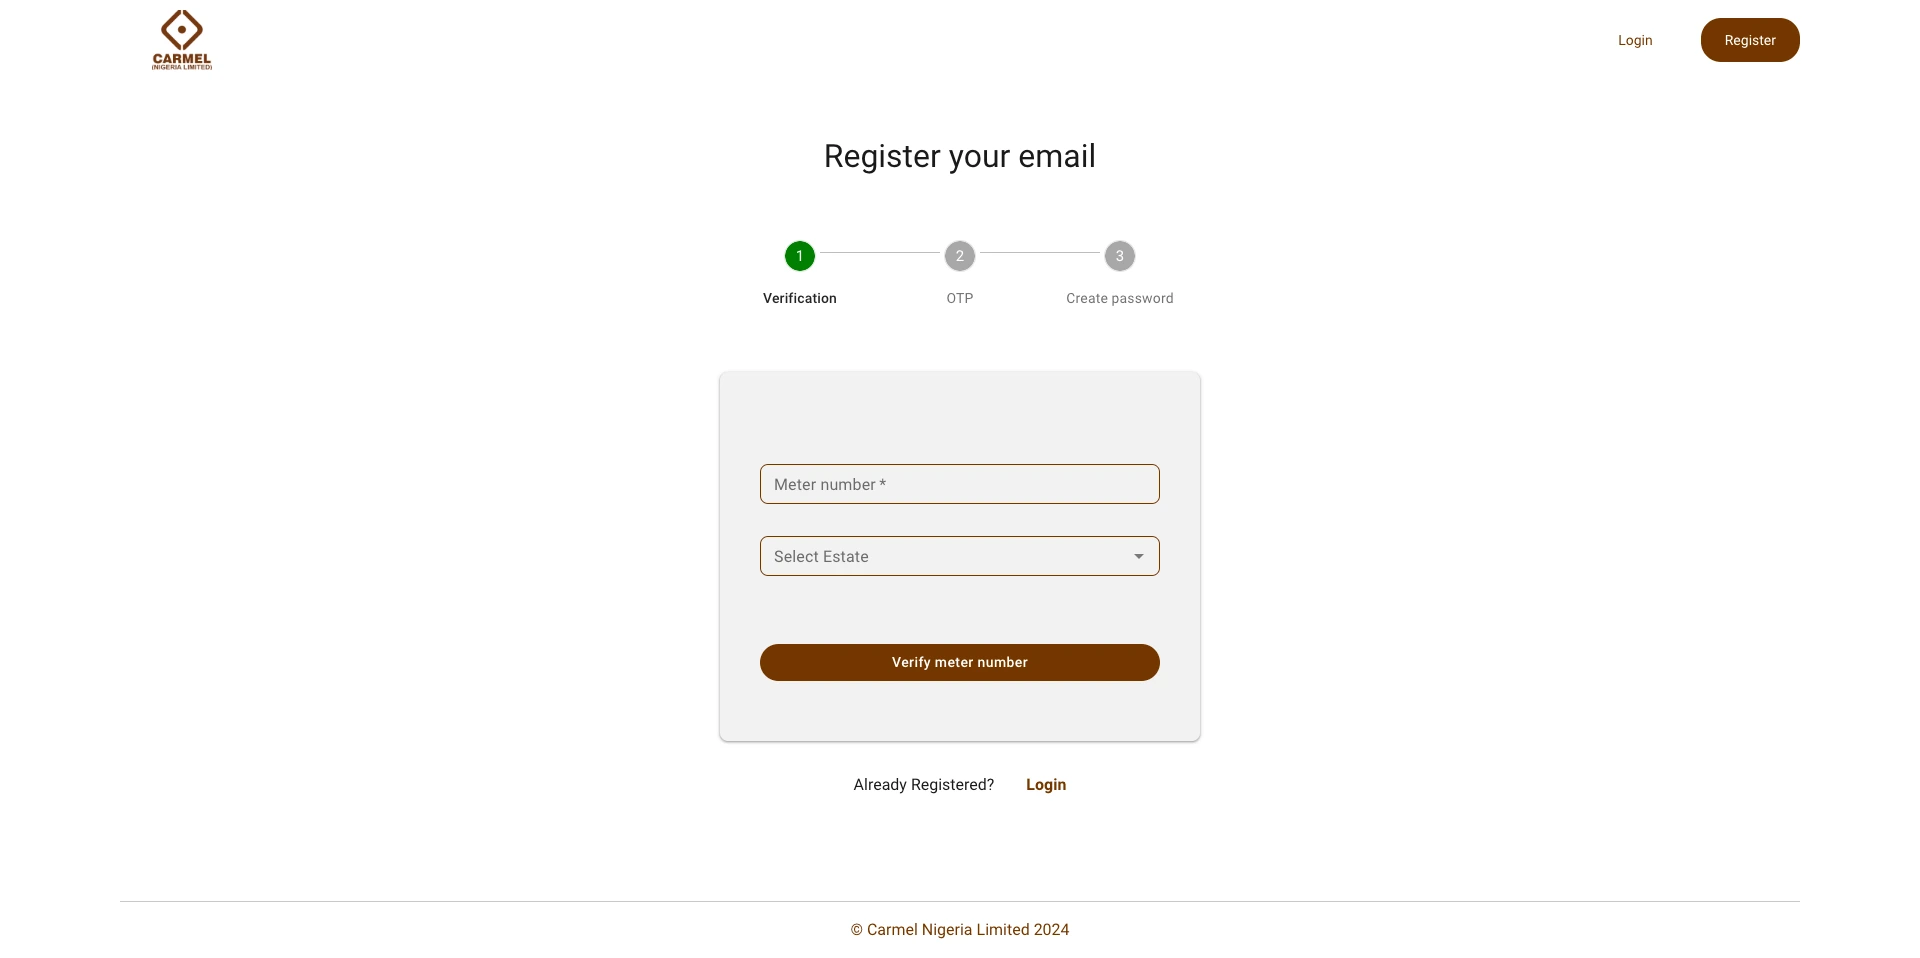 CARMEL
(NIGERIA LIMITED)
Login
Register
Register your email
1
2
3
Verification
OTP
Create password
Meter number *
Select Estate
Verify meter number
Already Registered?
Login
© Carmel Nigeria Limited 2024